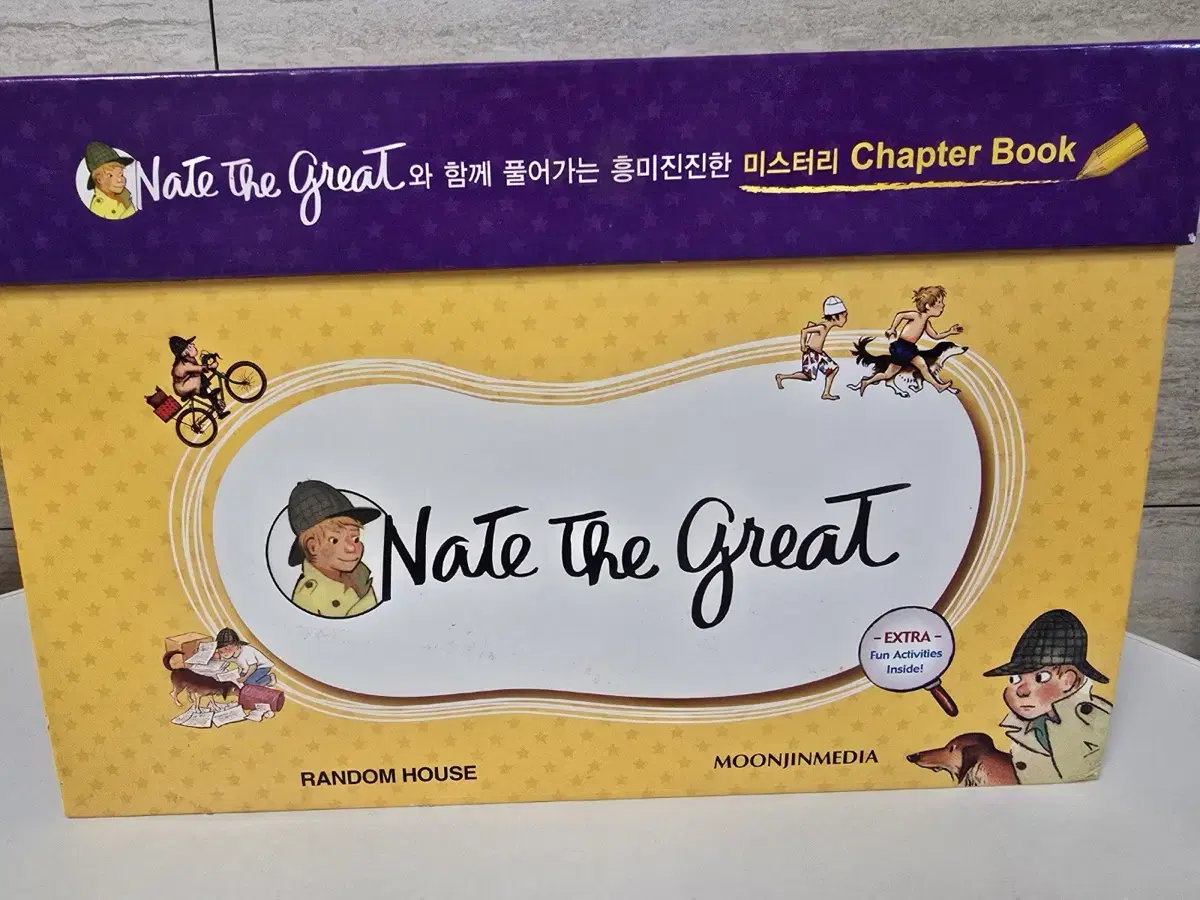 Nate the Great와 함께 풀어가는 흥미진진한 미스터리 Chapter Book
Nate the Great
- EXTRA -
Fun Activities
Inside!
RANDOM HOUSE
MOONJINMEDIA